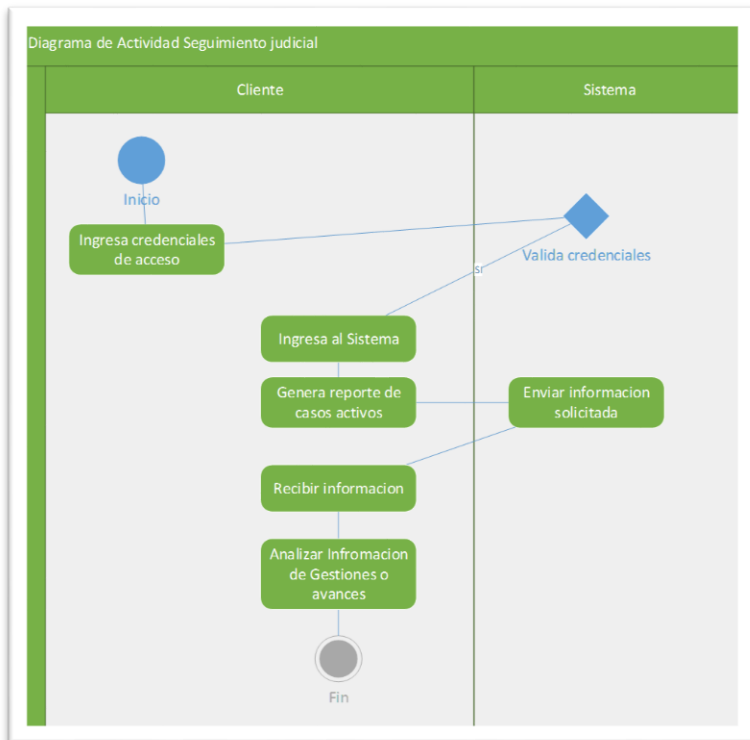 Diagrama de Actividad Seguimiento judicial
Cliente
Sistema
Inicio
Ingresa credenciales
de acceso
Valida credenciales
SI
Ingresa al Sistema
Genera reporte de
casos activos
Enviar informacion
solicitada
Recibir informacion
Analizar Infromacion
de Gestiones o
avances
Fin